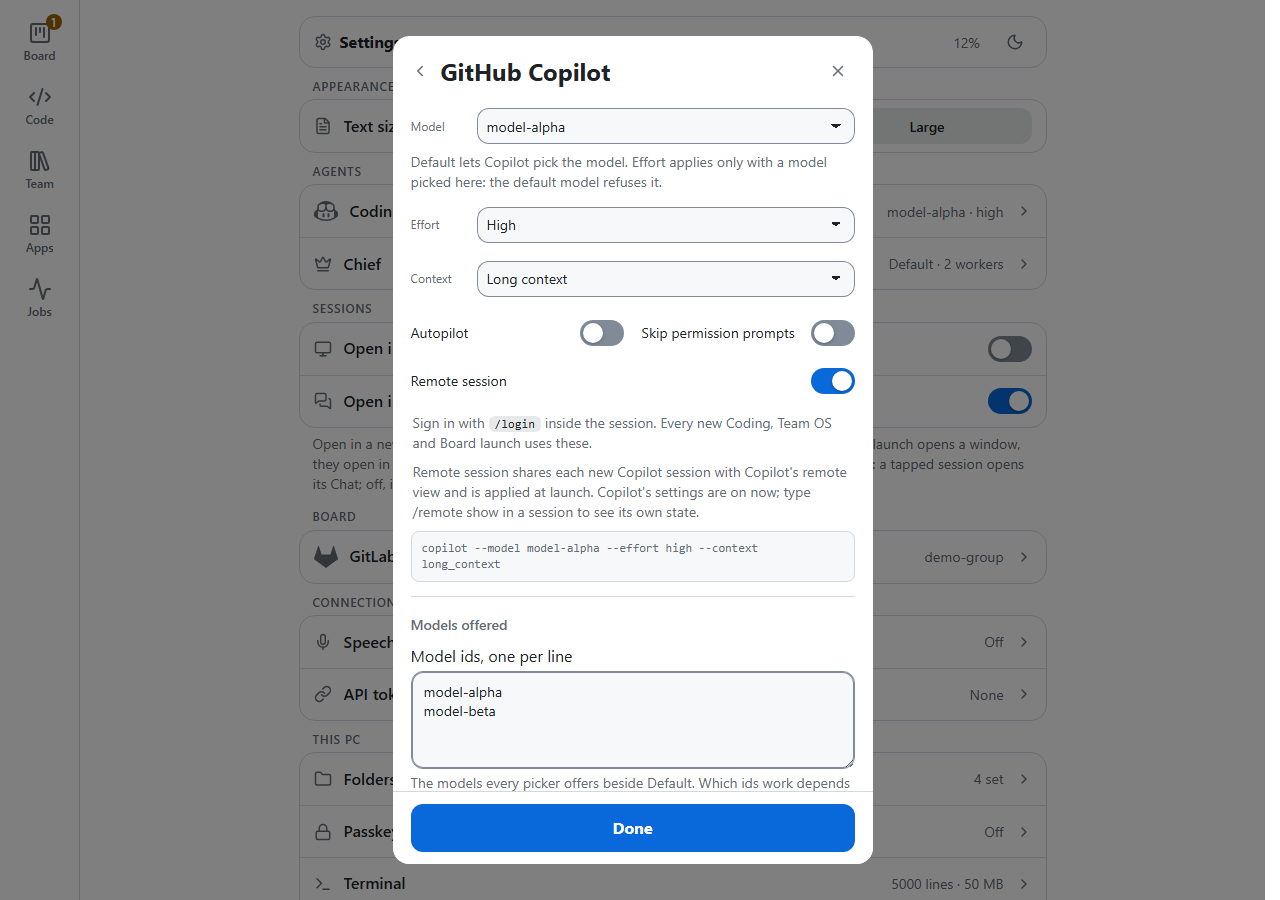 1
Board
Code
Team
Apps
Jobs
Settings
12%
APPEARANCE
Text siz
Large
AGENTS
Coding
model-alpha · high
Chief
Default · 2 workers
SESSIONS
Open i
Open i
Open in a ne
launch opens a window,
they open in
: a tapped session opens
its Chat; off, i
BOARD
GitLab
demo-group
CONNECTION
Speech
Off
API tok
None
THIS PC
Folders
4 set
Passkey
Off
Terminal
5000 lines · 50 MB
GitHub Copilot
Model
model-alpha
Default lets Copilot pick the model. Effort applies only with a model
picked here: the default model refuses it.
Effort
High
Context
Long context
Autopilot
Skip permission prompts
Remote session
Sign in with /login inside the session. Every new Coding, Team OS
and Board launch uses these.
Remote session shares each new Copilot session with Copilot's remote
view and is applied at launch. Copilot's settings are on now; type
/remote show in a session to see its own state.
copilot --model model-alpha --effort high --context
long_context
Models offered
Model ids, one per line
model-alpha
model-beta
The models every picker offers beside Default. Which ids work depends
Done